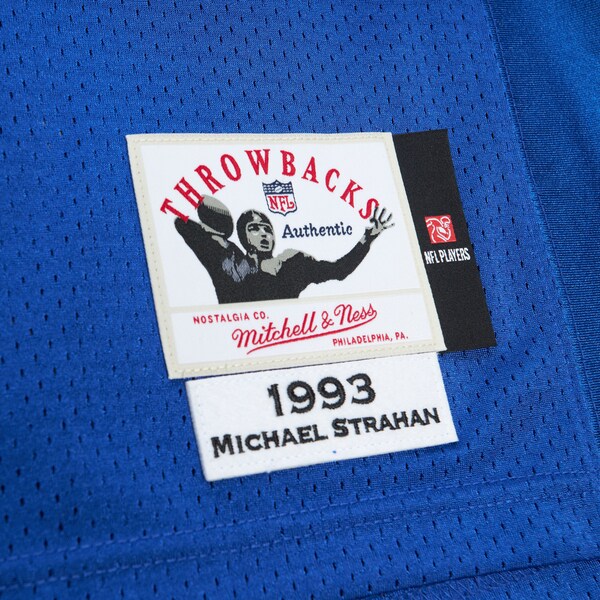 THROWBACKS
NFL
Authentic
NOSTALGIA CO.
Mitchell & Ness
PHILADELPHIA, PA.
NFL PLAYERS
1993
MICHAEL STRAHAN